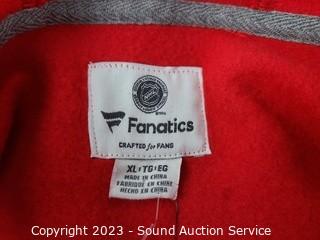 NHL
Fanatics
CRAFTED for FANS
XL•TG•EG
MADE IN CHINA
FABRIQUÉ EN CHINE
HECHO EN CHINA
Copyright 2023 - Sound Auction Service